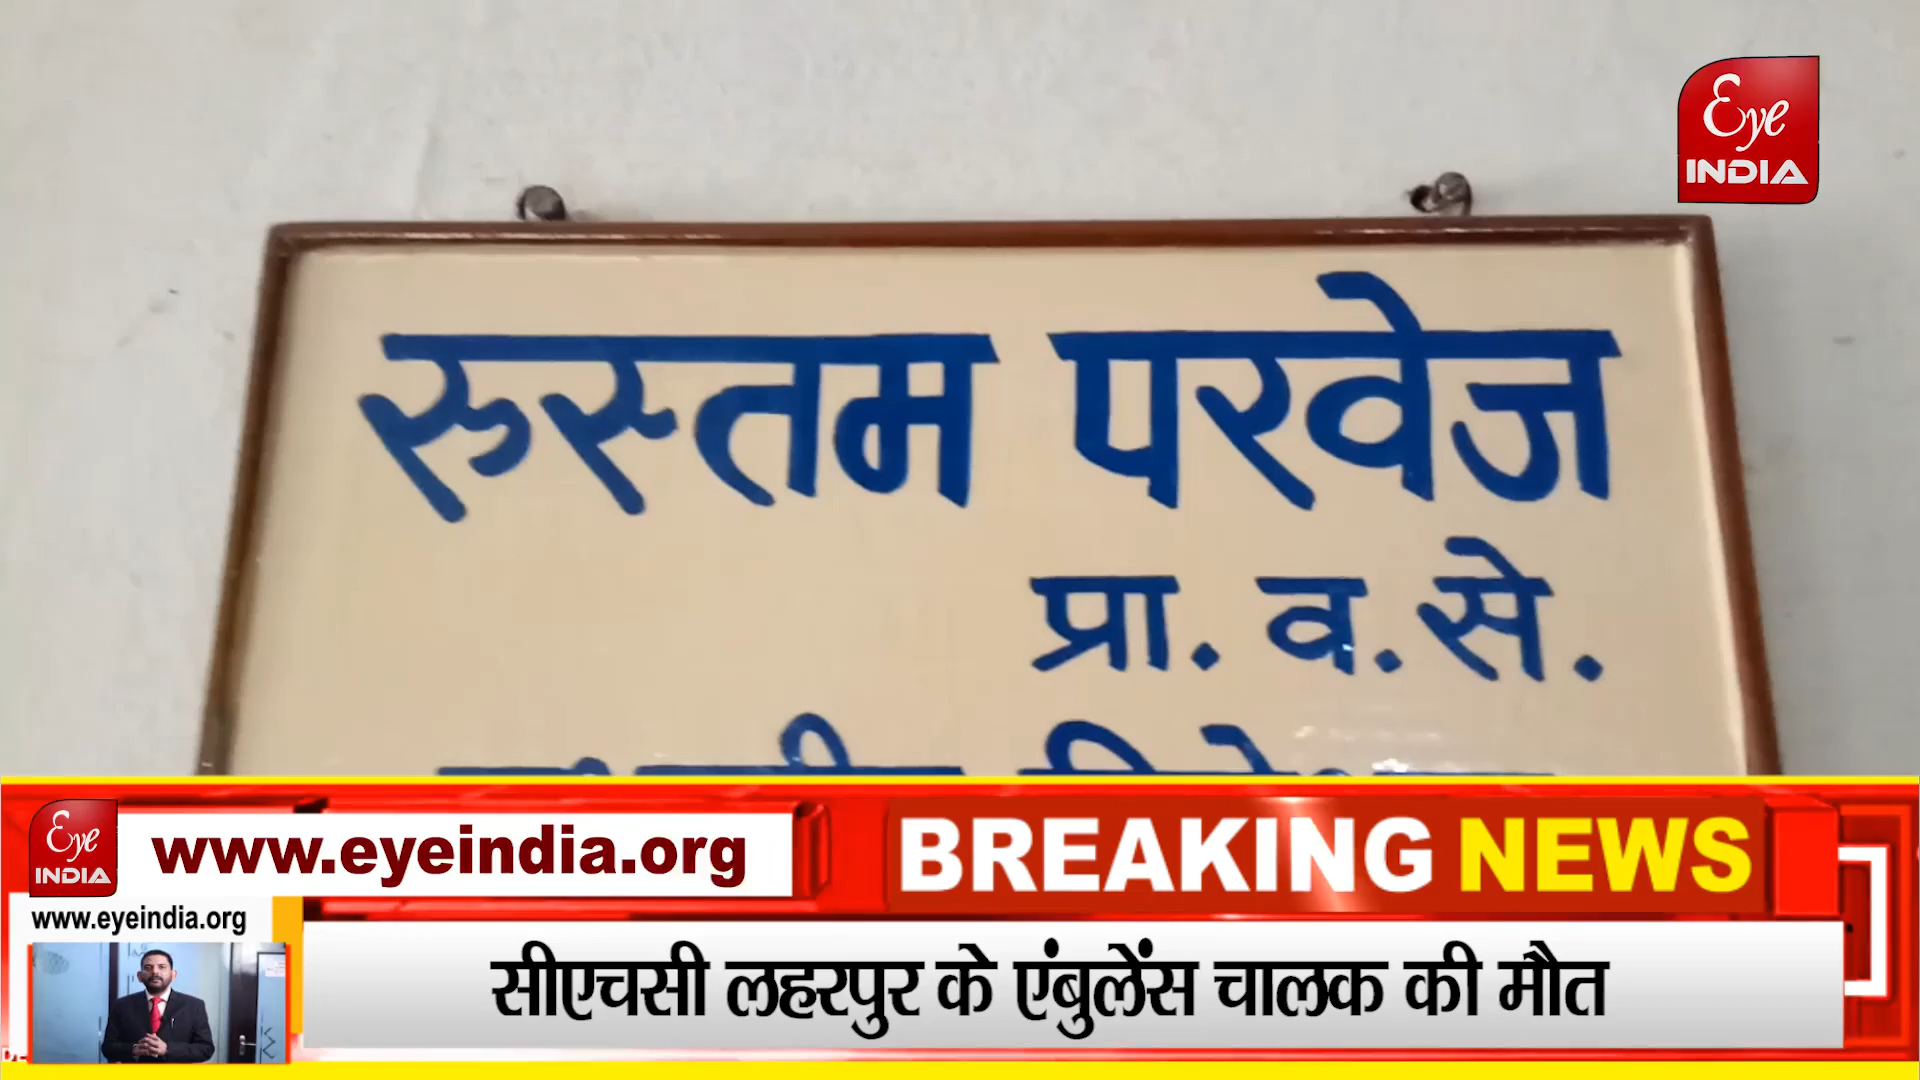 Eye
INDIA
रुस्तम परवेज
प्रा. व. से.
Eye
INDIA
www.eyeindia.org
BREAKING NEWS
www.eyeindia.org
सीएचसी लहरपुर के एंबुलेंस चालक की मौत